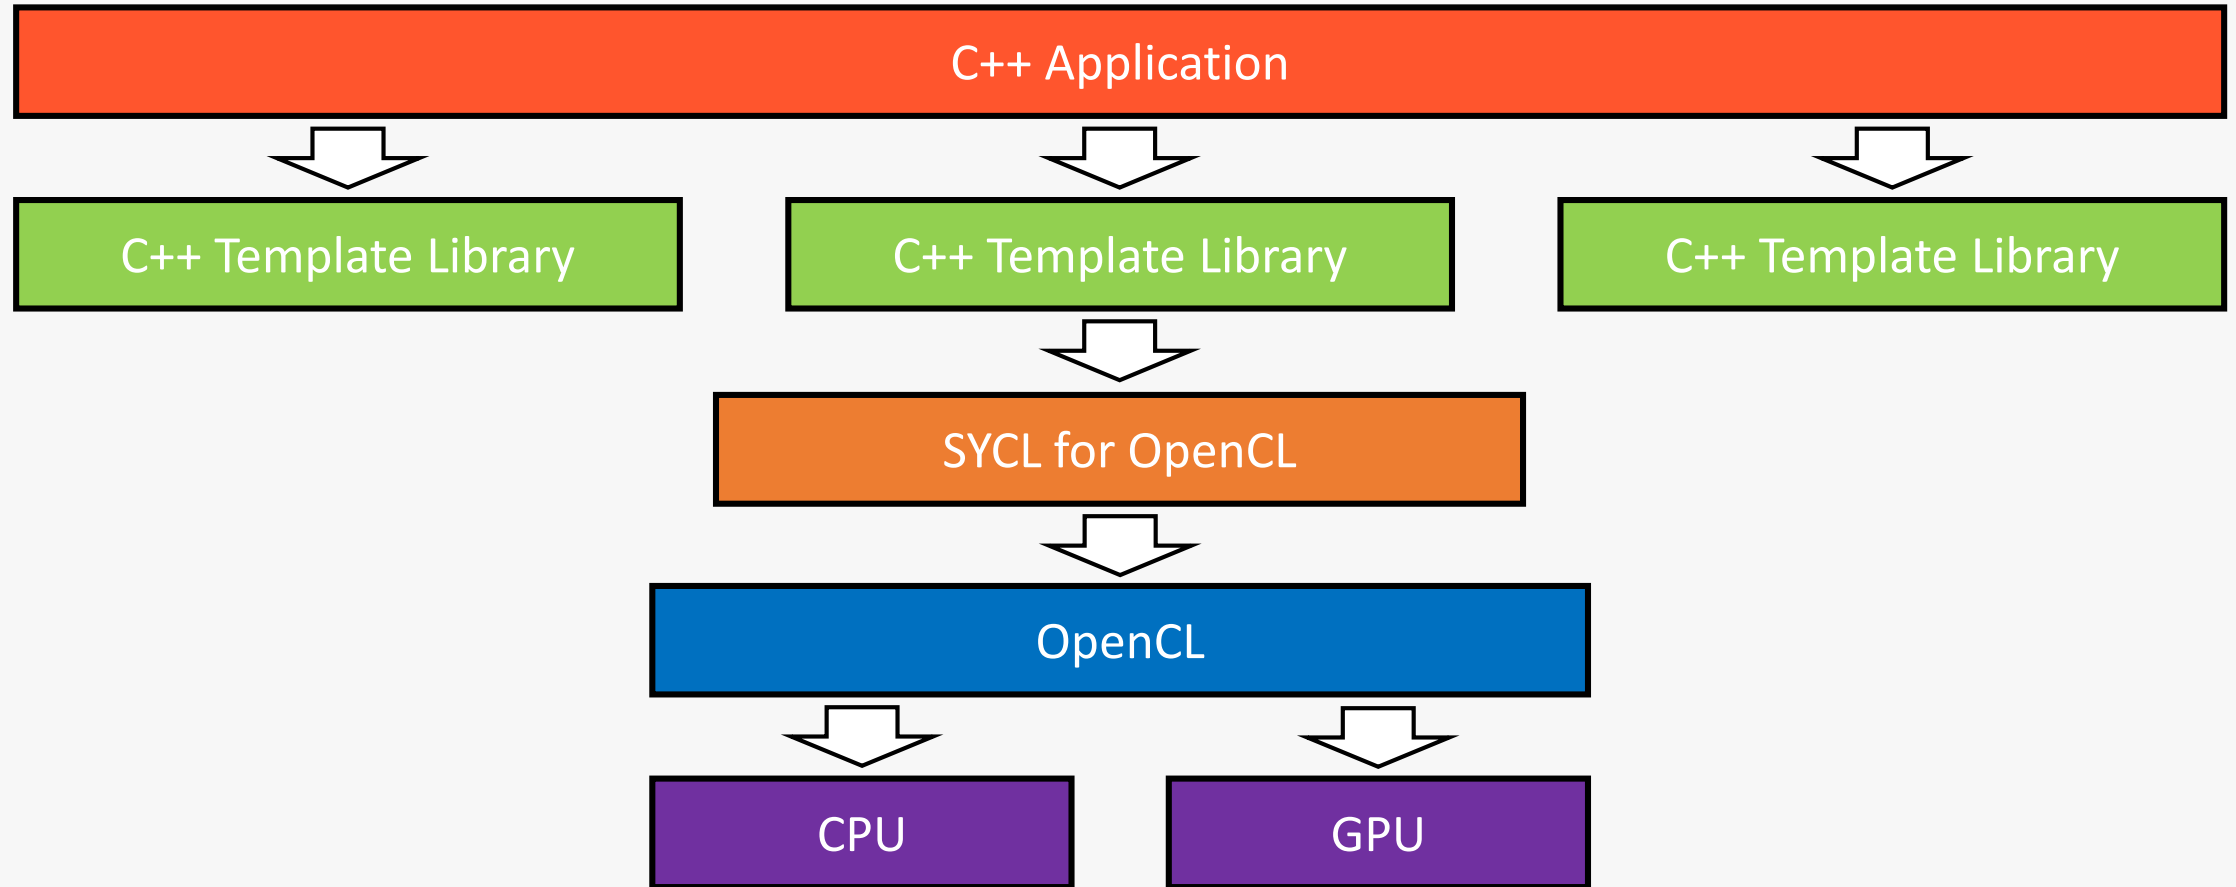 C++ Application
C++ Template Library
C++ Template Library
C++ Template Library
SYCL for OpenCL
OpenCL
CPU
GPU